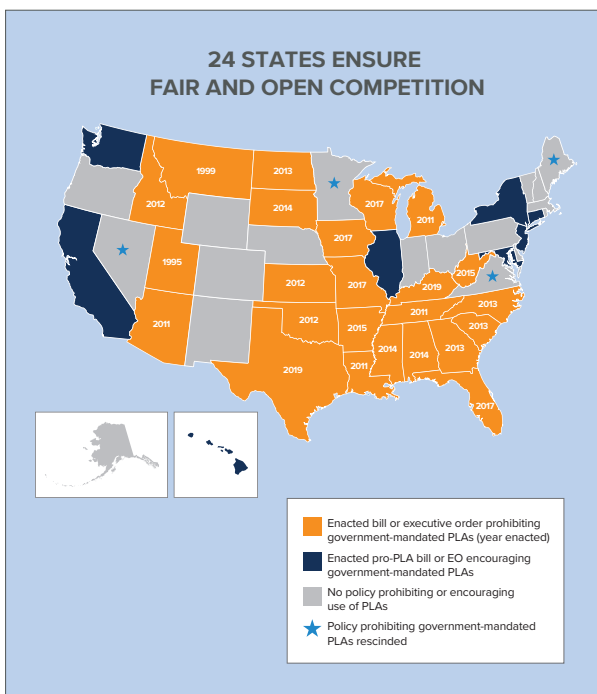 24 STATES ENSURE
FAIR AND OPEN COMPETITION
1999
2013
2012
2014
2017
2011
2017
1995
2012
2017
2019
2015
2011
2012
2015
2011
2013
2013
2019
2011
2014
2014
2013
2017
Enacted bill or executive order prohibiting
government-mandated PLAs (year enacted)
Enacted pro-PLA bill or EO encouraging
government-mandated PLAs
No policy prohibiting or encouraging
use of PLAs
Policy prohibiting government-mandated
PLAs rescinded